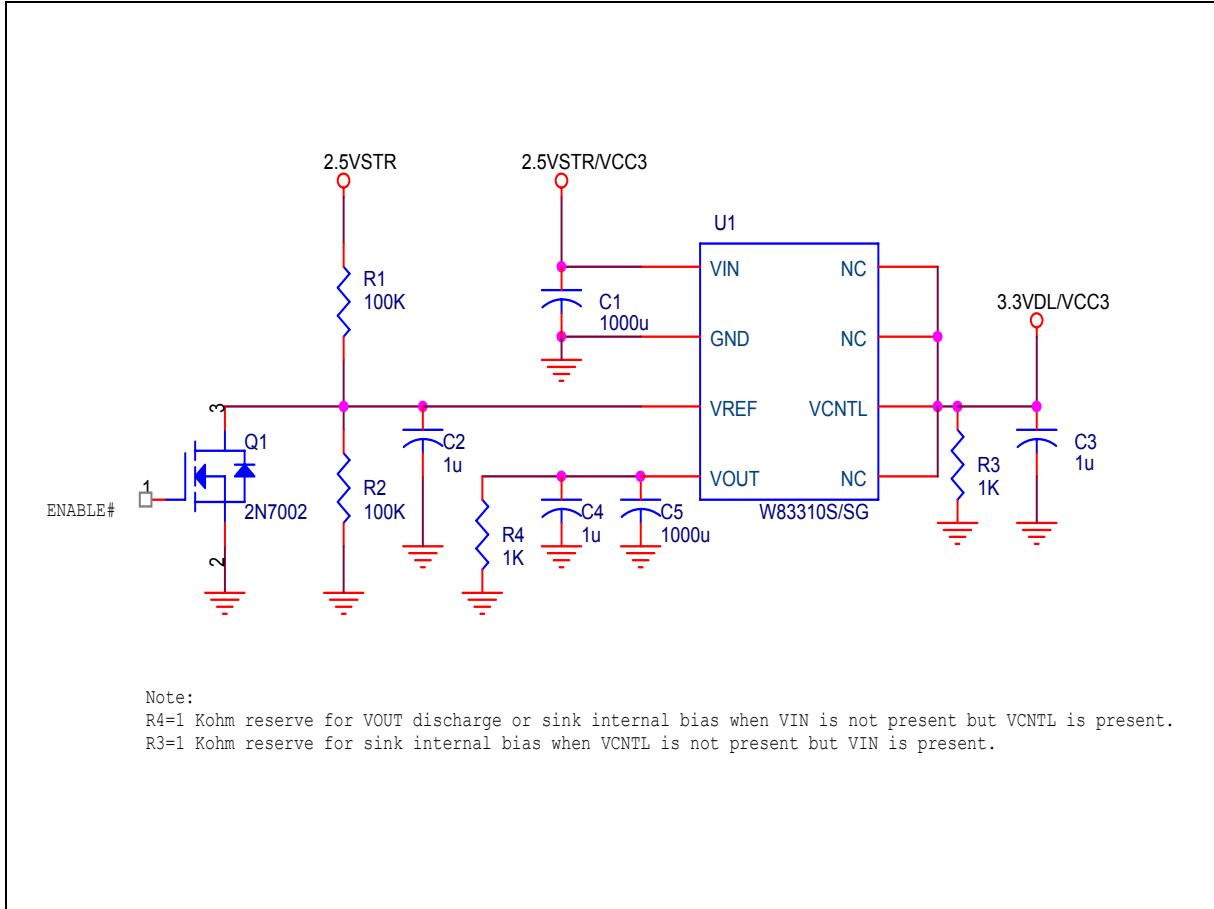 2.5VSTR
2.5VSTR/VCC3
U1
VIN
NC
R1
100K
C1
1000u
3.3VDL/VCC3
GND
NC
3
VREF
VCNTL
Q1
C2
1u
C3
1u
R3
1K
VOUT
NC
1
ENABLE#
2N7002
R2
100K
R4
1K
C4
1u
C5
1000u
W83310S/SG
2
Note:
R4=1 Kohm reserve for VOUT discharge or sink internal bias when VIN is not present but VCNTL is present.
R3=1 Kohm reserve for sink internal bias when VCNTL is not present but VIN is present.